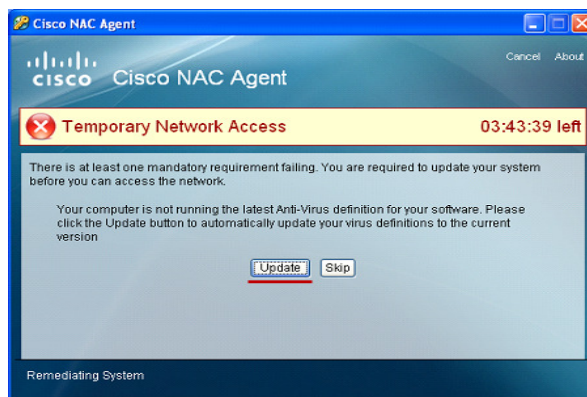 Cisco NAC Agent
Cancel About
CISCO Cisco NAC Agent
Temporary Network Access 03:43:39 left
There is at least one mandatory requirement failing. You are required to update your system
before you can access the network.
Your computer is not running the latest Anti-Virus definition for your software. Please
click the Update button to automatically update your virus definitions to the current
version
Update Skip
Remediating System